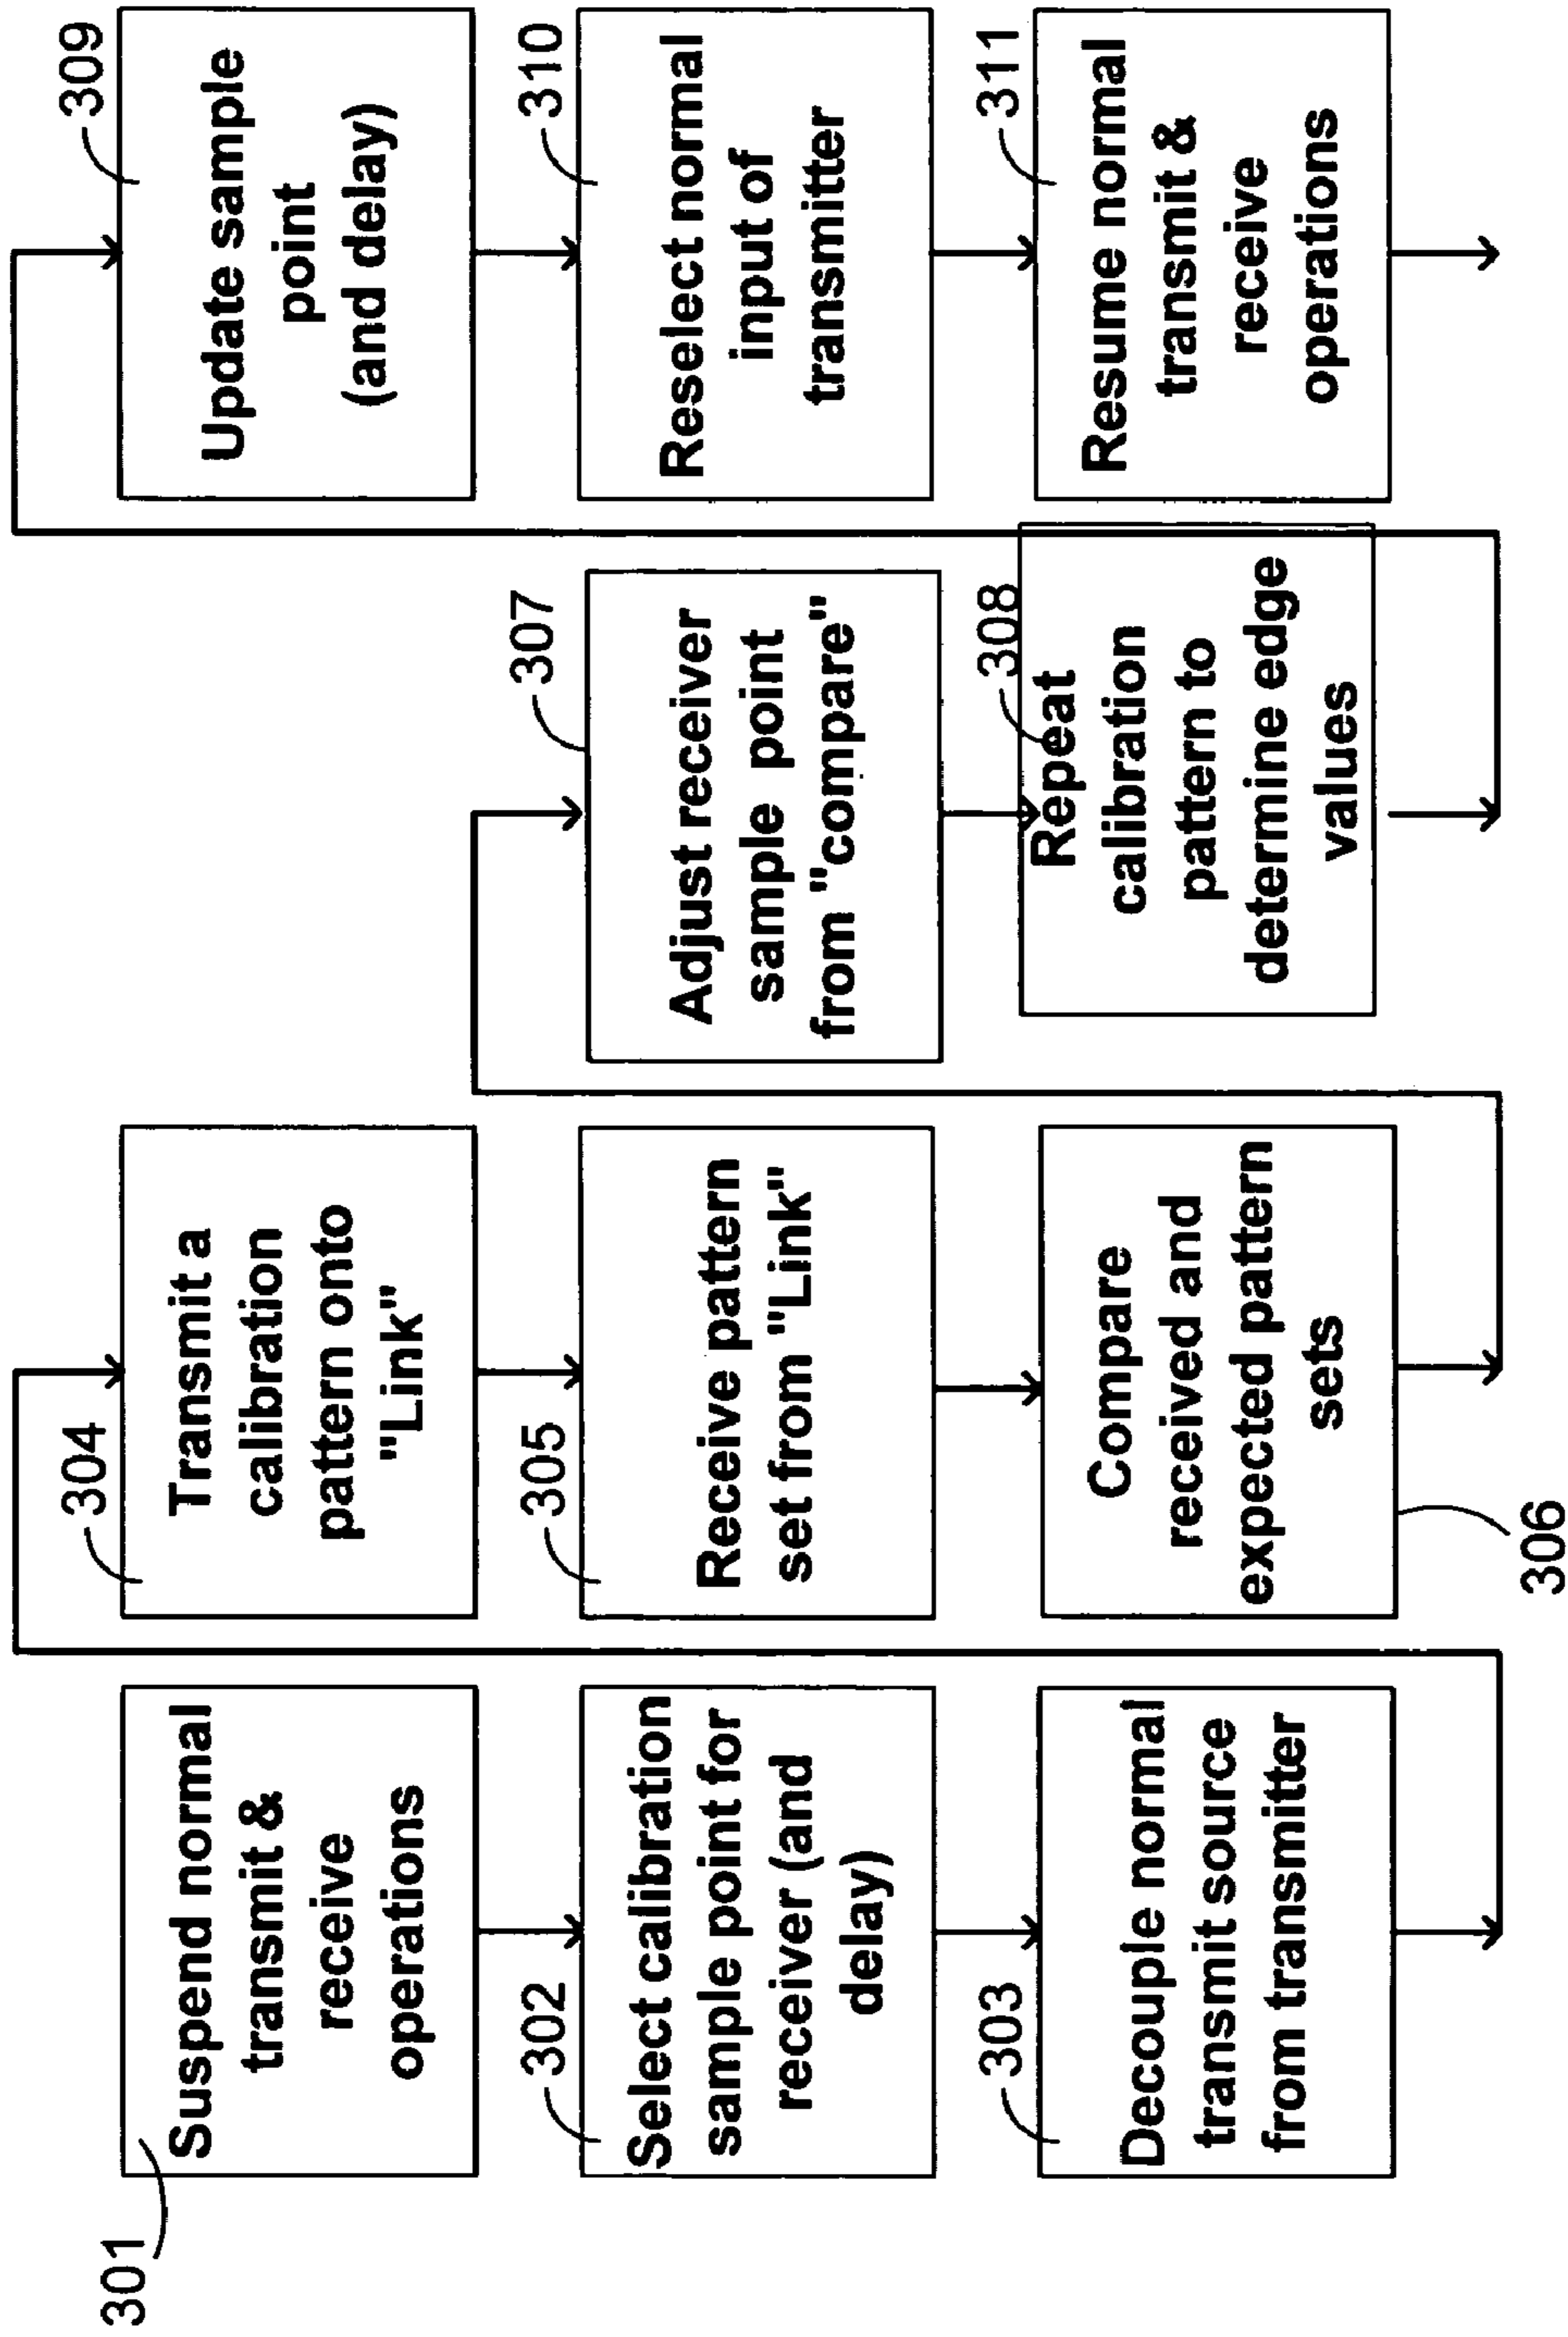 301
Suspend normal
transmit &
receive
operations
302
Select calibration
sample point for
receiver (and
delay)
303
Decouple normal
transmit source
from transmitter
304
Transmit a
calibration
pattern onto
"Link"
305
Receive pattern
set from "Link"
Compare
received and
expected pattern
sets
306
307
Adjust receiver
sample point
from "compare"
308
Repeat
calibration
pattern to
determine edge
values
309
Update sample
point
(and delay)
310
Reselect normal
input of
transmitter
311
Resume normal
transmit &
receive
operations